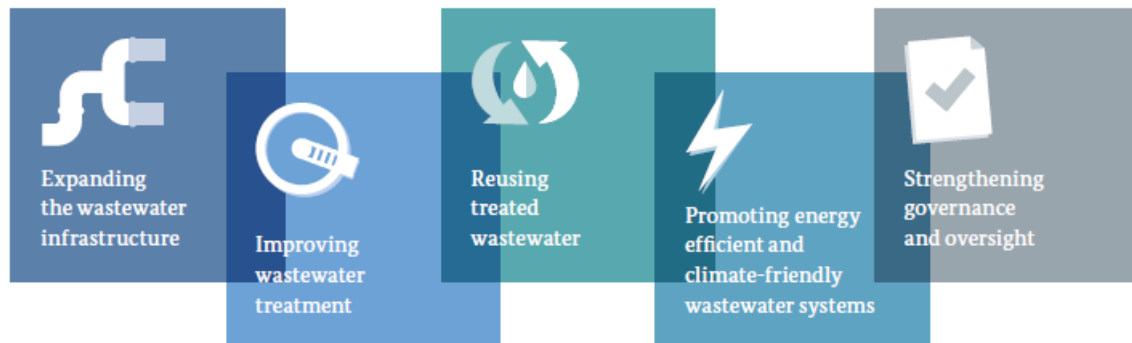 Expanding
the wastewater
infrastructure
Improving
wastewater
treatment
Reusing
treated
wastewater
Promoting energy
efficient and
climate-friendly
wastewater systems
Strengthening
governance
and oversight